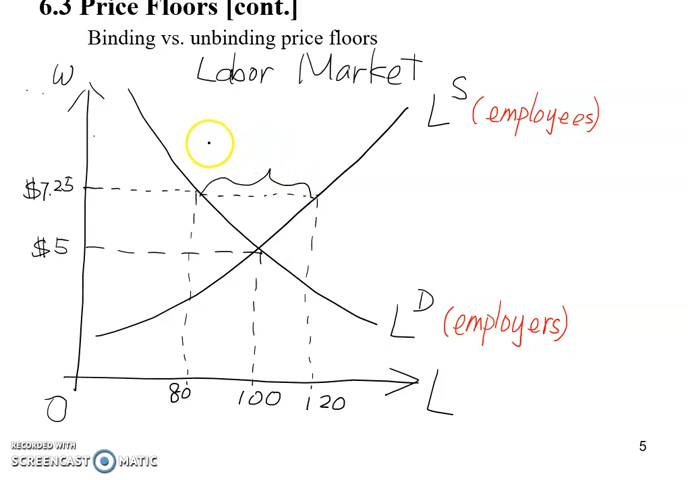 6.3 Price Floors [cont.]
Binding vs. unbinding price floors
Labor Market
W
L^S (employees)
$7.25
$5
L^D (employers)
80 100 120
0 L
RECORDED WITH
SCREENCAST MATIC
5